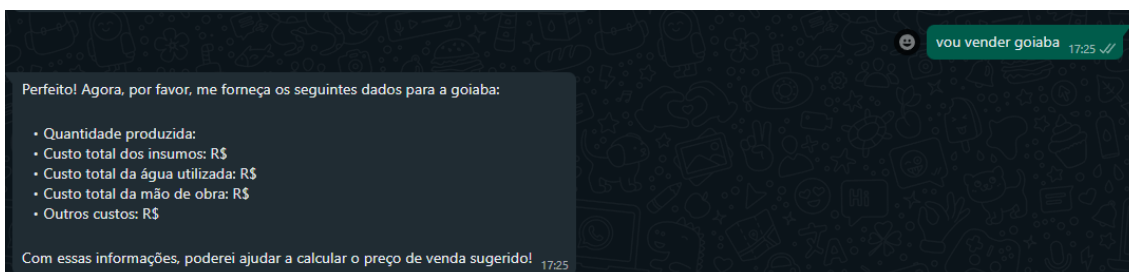 vou vender goiaba 17:25
Perfeito! Agora, por favor, me forneça os seguintes dados para a goiaba:
• Quantidade produzida:
• Custo total dos insumos: R$
• Custo total da água utilizada: R$
• Custo total da mão de obra: R$
• Outros custos: R$
Com essas informações, poderei ajudar a calcular o preço de venda sugerido! 17:25